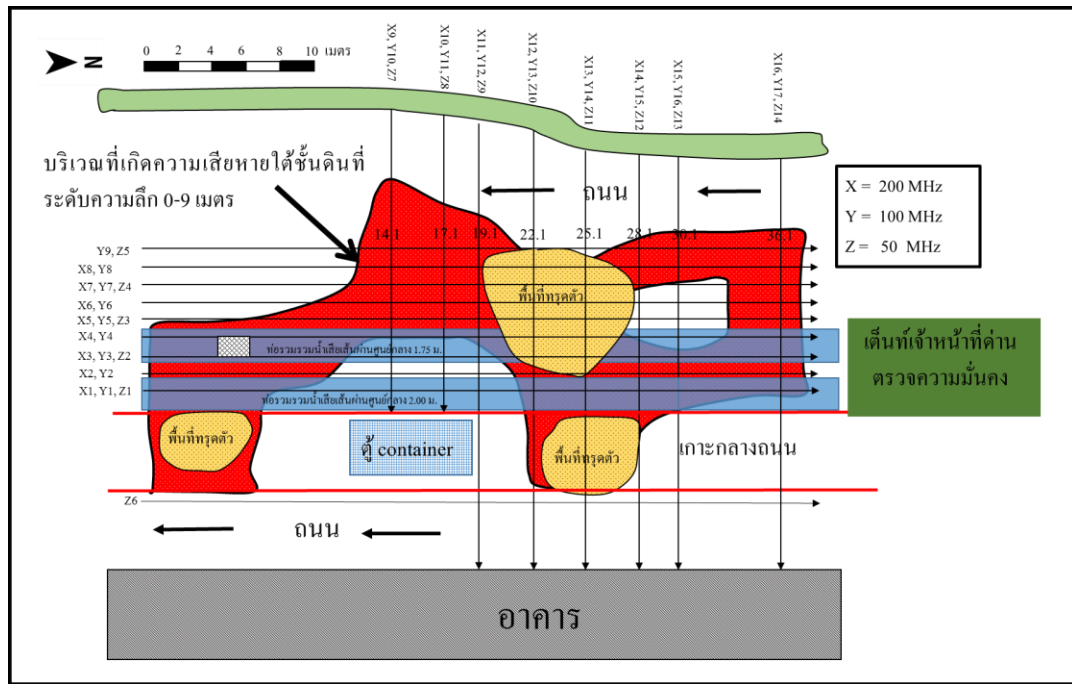 N
0 2 4 6 8 10 เมตร
X9, Y10, Z7
X10, Y11, Z8
X11, Y12, Z9
X12, Y13, Z10
X13, Y14, Z11
X14, Y15, Z12
X15, Y16, Z13
X16, Y17, Z14
บริเวณที่เกิดความเสียหายใต้ชั้นดินที่
ระดับความลึก 0-9 เมตร
ถนน
X = 200 MHz
Y = 100 MHz
Z = 50 MHz
14.1 17.1 19.1 22.1 25.1 28.1 30.1 36.1
Y9, Z5
X8, Y8
X7, Y7, Z4
X6, Y6
X5, Y5, Z3
X4, Y4
X3, Y3, Z2
X2, Y2
X1, Y1, Z1
พื้นที่ทรุดตัว
ท่อรวบรวมน้ำเสียเส้นผ่านศูนย์กลาง 1.75 ม.
ท่อรวบรวมน้ำเสียเส้นผ่านศูนย์กลาง 2.00 ม.
เต็นท์เจ้าหน้าที่ด่าน
ตรวจความมั่นคง
พื้นที่ทรุดตัว
ตู้ container
พื้นที่ทรุดตัว
เกาะกลางถนน
Z6
ถนน
อาคาร